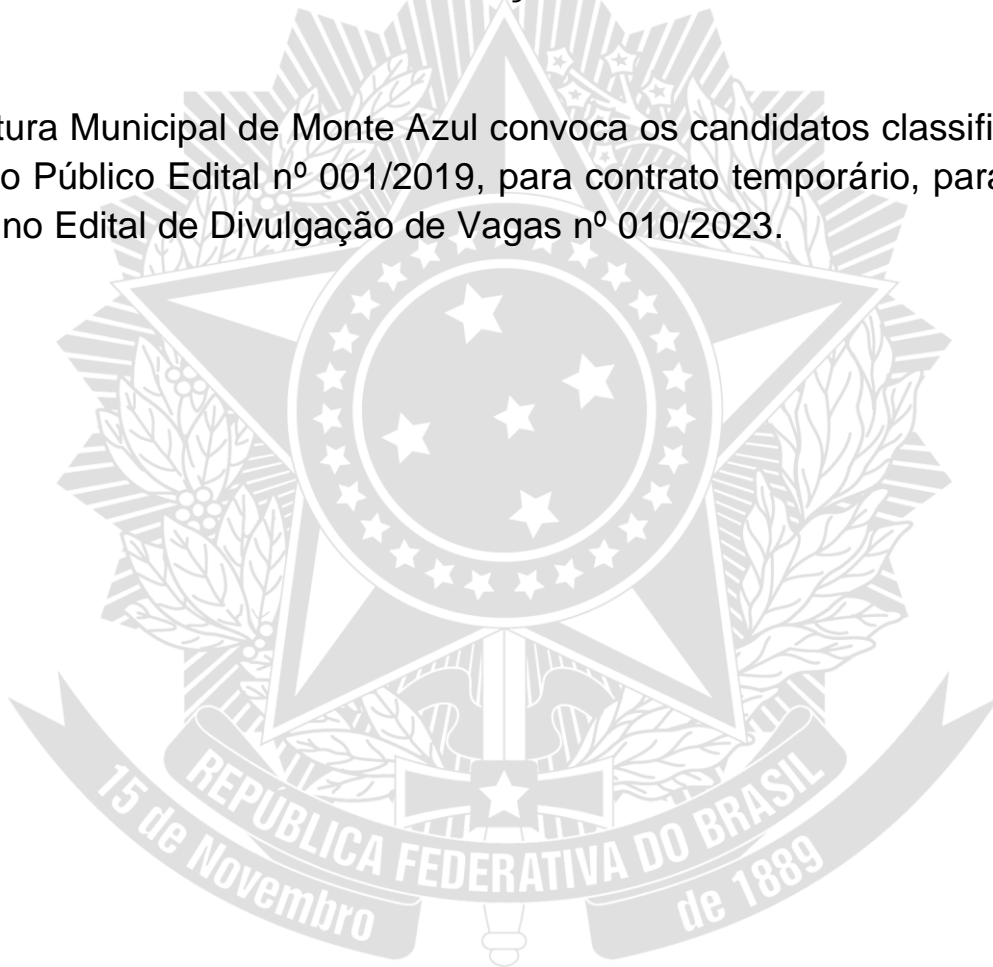 tura Municipal de Monte Azul convoca os candidatos classifi
o Público Edital nº 001/2019, para contrato temporário, para
no Edital de Divulgação de Vagas nº 010/2023.
REPÚBLICA FEDERATIVA DO BRASIL
15 de Novembro de 1889